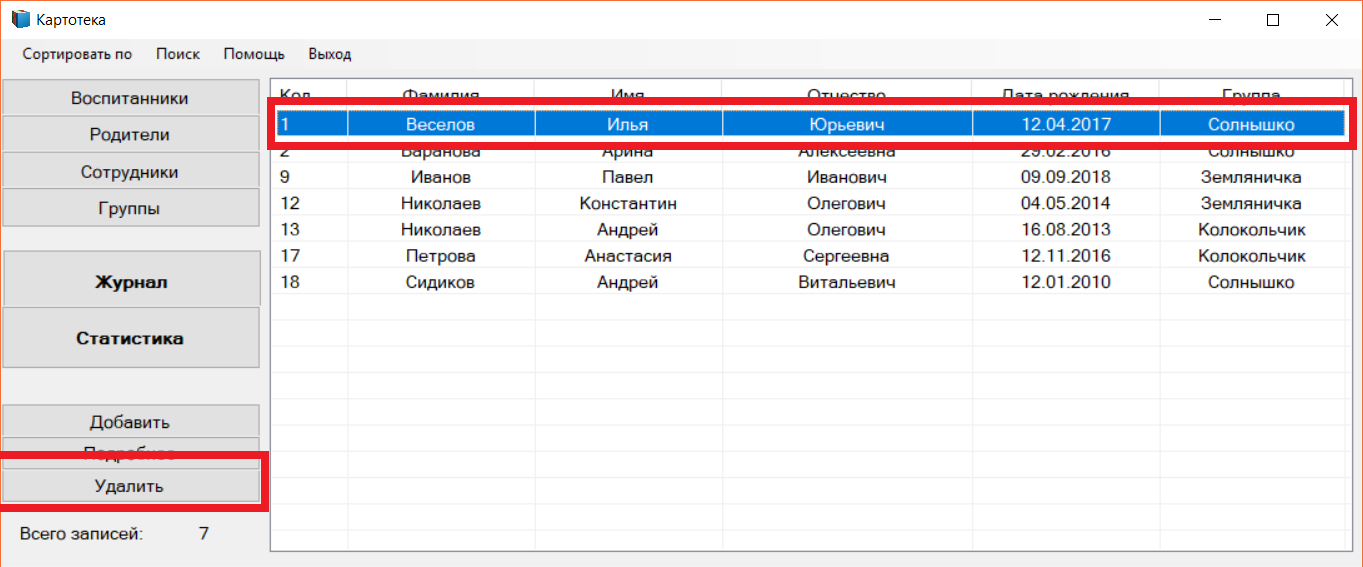 Картотека
Сортировать по Поиск Помощь Выход
Воспитанники
Родители
Сотрудники
Группы
Журнал
Статистика
Добавить
Подробнее
Удалить
Всего записей: 7
Код Фамилия Имя Отчество Дата рождения Группа
1 Веселов Илья Юрьевич 12.04.2017 Солнышко
2 Баранова Арина Алексеевна 29.02.2016 Солнышко
9 Иванов Павел Иванович 09.09.2018 Земляничка
12 Николаев Константин Олегович 04.05.2014 Земляничка
13 Николаев Андрей Олегович 16.08.2013 Колокольчик
17 Петрова Анастасия Сергеевна 12.11.2016 Колокольчик
18 Сидиков Андрей Витальевич 12.01.2010 Солнышко